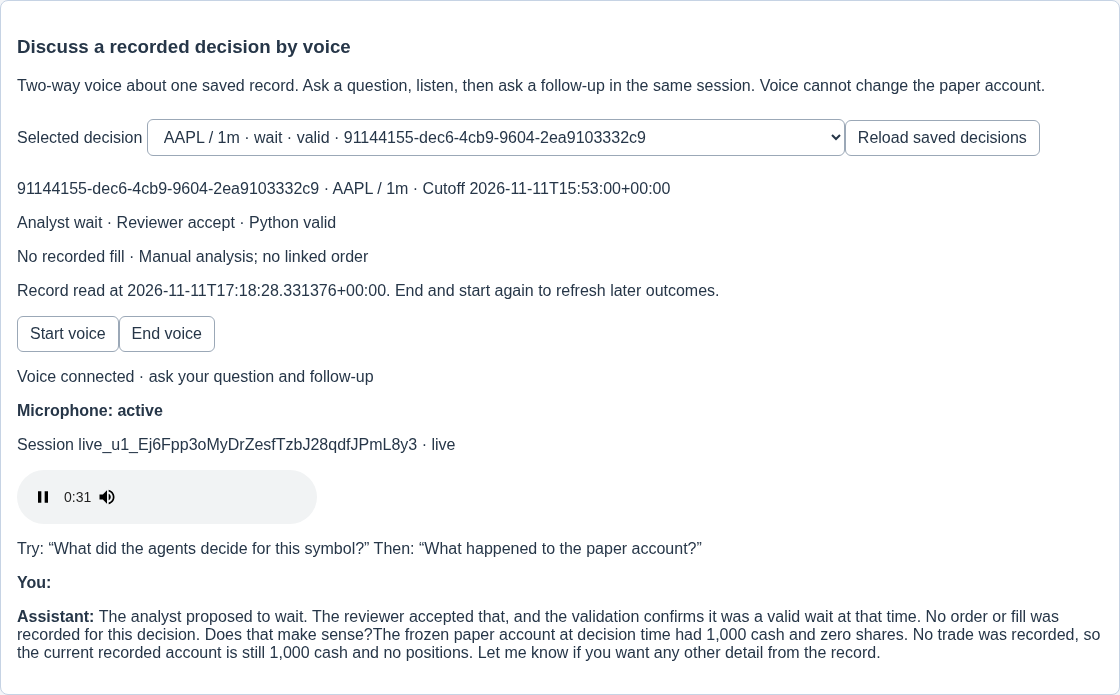 Discuss a recorded decision by voice
Two-way voice about one saved record. Ask a question, listen, then ask a follow-up in the same session. Voice cannot change the paper account.
Selected decision AAPL / 1m · wait · valid · 91144155-dec6-4cb9-9604-2ea9103332c9 Reload saved decisions
91144155-dec6-4cb9-9604-2ea9103332c9 · AAPL / 1m · Cutoff 2026-11-11T15:53:00+00:00
Analyst wait · Reviewer accept · Python valid
No recorded fill · Manual analysis; no linked order
Record read at 2026-11-11T17:18:28.331376+00:00. End and start again to refresh later outcomes.
Start voice End voice
Voice connected · ask your question and follow-up
Microphone: active
Session live_u1_Ej6Fpp3oMyDrZesfTzbJ28qdfJPmL8y3 · live
0:31
Try: “What did the agents decide for this symbol?” Then: “What happened to the paper account?”
You:
Assistant: The analyst proposed to wait. The reviewer accepted that, and the validation confirms it was a valid wait at that time. No order or fill was
recorded for this decision. Does that make sense?The frozen paper account at decision time had 1,000 cash and zero shares. No trade was recorded, so
the current recorded account is still 1,000 cash and no positions. Let me know if you want any other detail from the record.